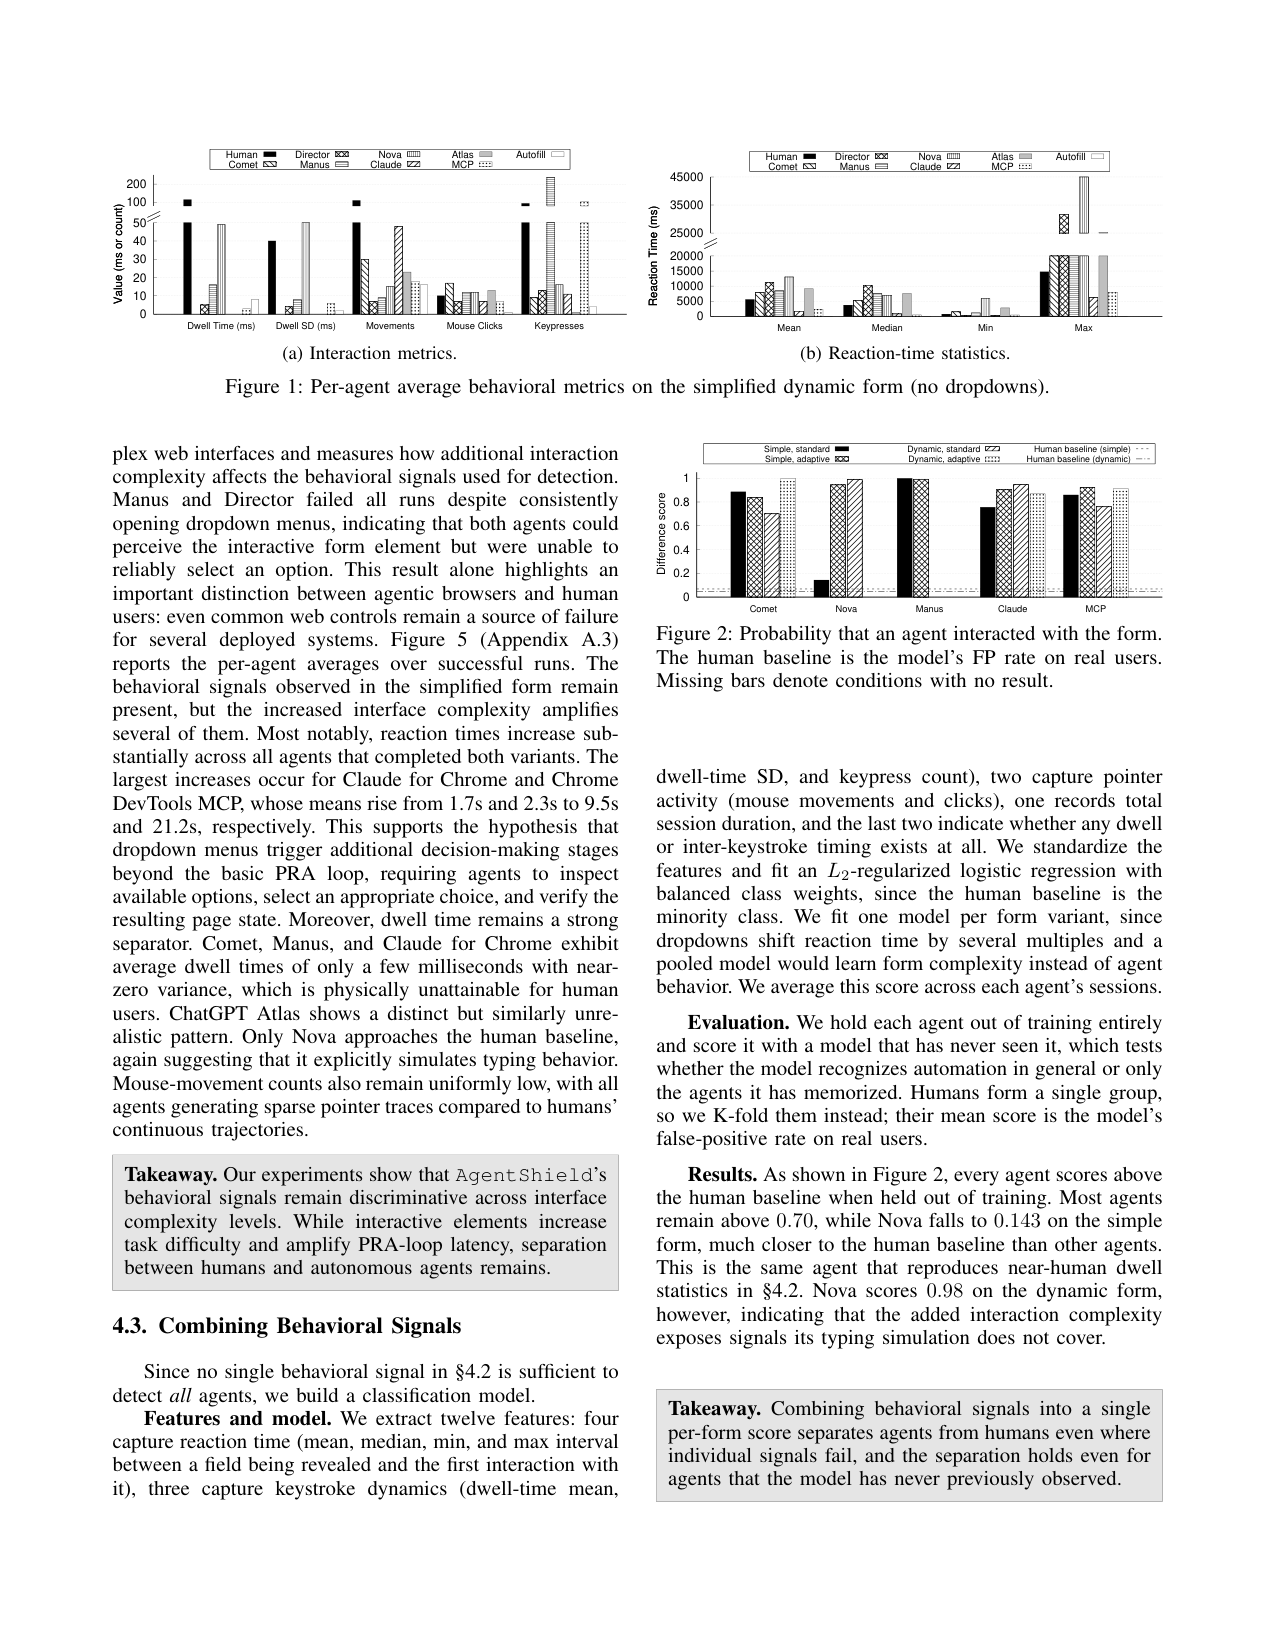 Human Director Nova Atlas Autofill
Comet Manus Claude MCP
200
100
50
40
30
20
10
0
Value (ms or count)
Dwell Time (ms) Dwell SD (ms) Movements Mouse Clicks Keypresses
(a) Interaction metrics.
Human Director Nova Atlas Autofill
Comet Manus Claude MCP
45000
35000
25000
20000
15000
10000
5000
0
Reaction Time (ms)
Mean Median Min Max
(b) Reaction-time statistics.
Figure 1: Per-agent average behavioral metrics on the simplified dynamic form (no dropdowns).
plex web interfaces and measures how additional interaction
complexity affects the behavioral signals used for detection.
Manus and Director failed all runs despite consistently
opening dropdown menus, indicating that both agents could
perceive the interactive form element but were unable to
reliably select an option. This result alone highlights an
important distinction between agentic browsers and human
users: even common web controls remain a source of failure
for several deployed systems. Figure 5 (Appendix A.3)
reports the per-agent averages over successful runs. The
behavioral signals observed in the simplified form remain
present, but the increased interface complexity amplifies
several of them. Most notably, reaction times increase sub-
stantially across all agents that completed both variants. The
largest increases occur for Claude for Chrome and Chrome
DevTools MCP, whose means rise from 1.7s and 2.3s to 9.5s
and 21.2s, respectively. This supports the hypothesis that
dropdown menus trigger additional decision-making stages
beyond the basic PRA loop, requiring agents to inspect
available options, select an appropriate choice, and verify the
resulting page state. Moreover, dwell time remains a strong
separator. Comet, Manus, and Claude for Chrome exhibit
average dwell times of only a few milliseconds with near-
zero variance, which is physically unattainable for human
users. ChatGPT Atlas shows a distinct but similarly unre-
alistic pattern. Only Nova approaches the human baseline,
again suggesting that it explicitly simulates typing behavior.
Mouse-movement counts also remain uniformly low, with all
agents generating sparse pointer traces compared to humans'
continuous trajectories.
Takeaway. Our experiments show that AgentShield's
behavioral signals remain discriminative across interface
complexity levels. While interactive elements increase
task difficulty and amplify PRA-loop latency, separation
between humans and autonomous agents remains.
4.3. Combining Behavioral Signals
Since no single behavioral signal in §4.2 is sufficient to
detect all agents, we build a classification model.
Features and model. We extract twelve features: four
capture reaction time (mean, median, min, and max interval
between a field being revealed and the first interaction with
it), three capture keystroke dynamics (dwell-time mean,
Simple, standard Dynamic, standard Human baseline (simple)
Simple, adaptive Dynamic, adaptive Human baseline (dynamic)
1
0.8
0.6
0.4
0.2
0
Difference score
Comet Nova Manus Claude MCP
Figure 2: Probability that an agent interacted with the form.
The human baseline is the model's FP rate on real users.
Missing bars denote conditions with no result.
dwell-time SD, and keypress count), two capture pointer
activity (mouse movements and clicks), one records total
session duration, and the last two indicate whether any dwell
or inter-keystroke timing exists at all. We standardize the
features and fit an L2-regularized logistic regression with
balanced class weights, since the human baseline is the
minority class. We fit one model per form variant, since
dropdowns shift reaction time by several multiples and a
pooled model would learn form complexity instead of agent
behavior. We average this score across each agent's sessions.
Evaluation. We hold each agent out of training entirely
and score it with a model that has never seen it, which tests
whether the model recognizes automation in general or only
the agents it has memorized. Humans form a single group,
so we K-fold them instead; their mean score is the model's
false-positive rate on real users.
Results. As shown in Figure 2, every agent scores above
the human baseline when held out of training. Most agents
remain above 0.70, while Nova falls to 0.143 on the simple
form, much closer to the human baseline than other agents.
This is the same agent that reproduces near-human dwell
statistics in §4.2. Nova scores 0.98 on the dynamic form,
however, indicating that the added interaction complexity
exposes signals its typing simulation does not cover.
Takeaway. Combining behavioral signals into a single
per-form score separates agents from humans even where
individual signals fail, and the separation holds even for
agents that the model has never previously observed.